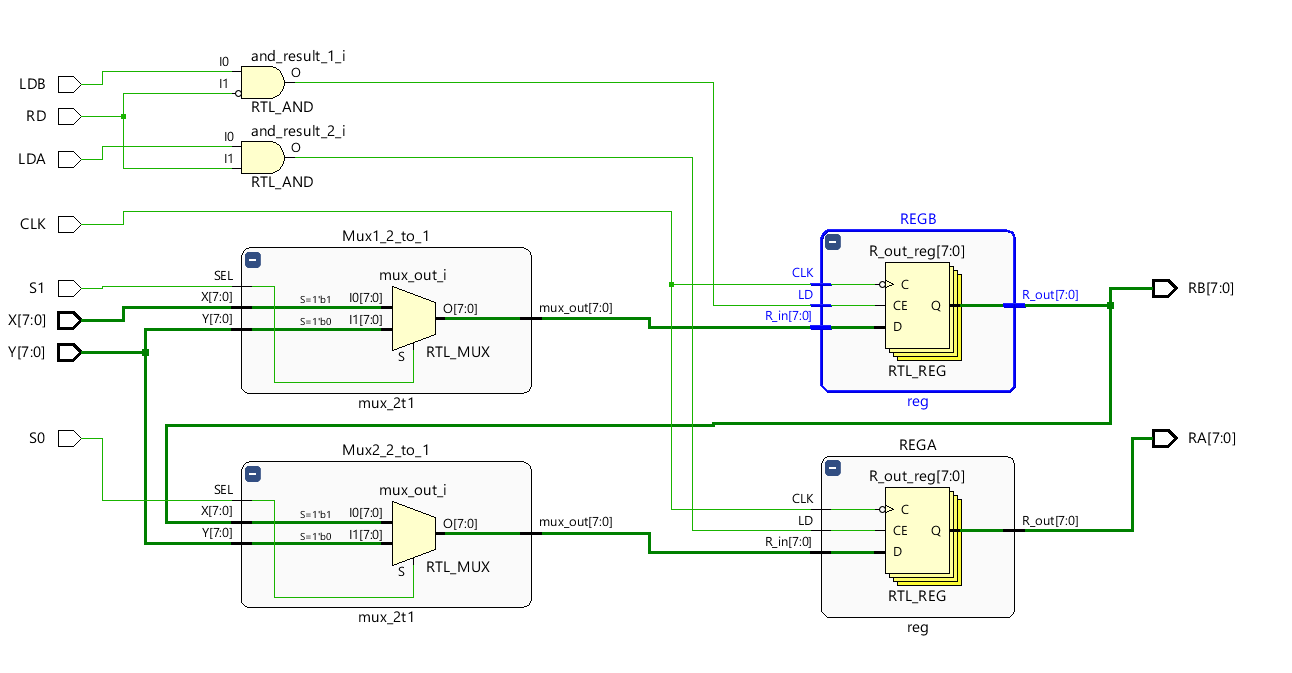 and_result_1_i
I0
O
LDB
I1
RTL_AND
RD
and_result_2_i
I0
O
LDA
I1
RTL_AND
CLK
REGB
Mux1_2_to_1
R_out_reg[7:0]
mux_out_i
SEL
CLK
C
S1
X[7:0]
S=1'b1
I0[7:0]
O[7:0]
mux_out[7:0]
LD
CE
Q
R_out[7:0]
RB[7:0]
X[7:0]
Y[7:0]
S=1'b0
I1[7:0]
R_in[7:0]
D
Y[7:0]
S
RTL_MUX
RTL_REG
mux_2t1
reg
S0
Mux2_2_to_1
REGA
RA[7:0]
R_out_reg[7:0]
mux_out_i
SEL
CLK
C
X[7:0]
S=1'b1
I0[7:0]
O[7:0]
mux_out[7:0]
LD
CE
Q
R_out[7:0]
Y[7:0]
S=1'b0
I1[7:0]
R_in[7:0]
D
S
RTL_MUX
RTL_REG
mux_2t1
reg